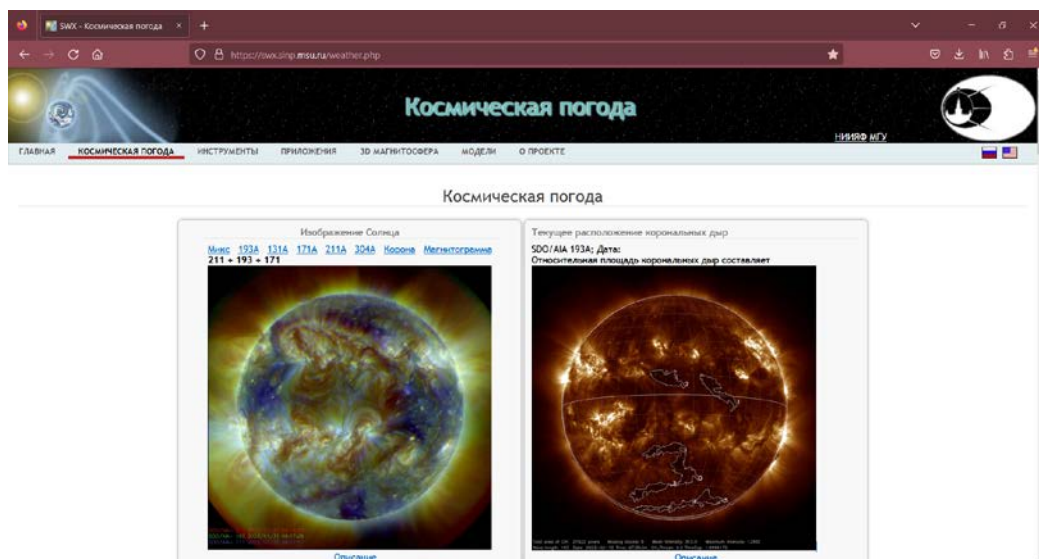 SWX - Космическая погода
https://swx.sinp.msu.ru/weather.php
Космическая погода
НИИЯФ МГУ
ГЛАВНАЯ КОСМИЧЕСКАЯ ПОГОДА ИНСТРУМЕНТЫ ПРИЛОЖЕНИЯ 3D МАГНИТОСФЕРА МОДЕЛИ О ПРОЕКТЕ
Космическая погода
Изображение Солнца
Микс 193A 131A 171A 211A 304A Корона Магнитограмма
211 + 193 + 171
Описание
Текущее расположение корональных дыр
SDO/AIA 193A; Дата:
Относительная площадь корональных дыр составляет
Описание